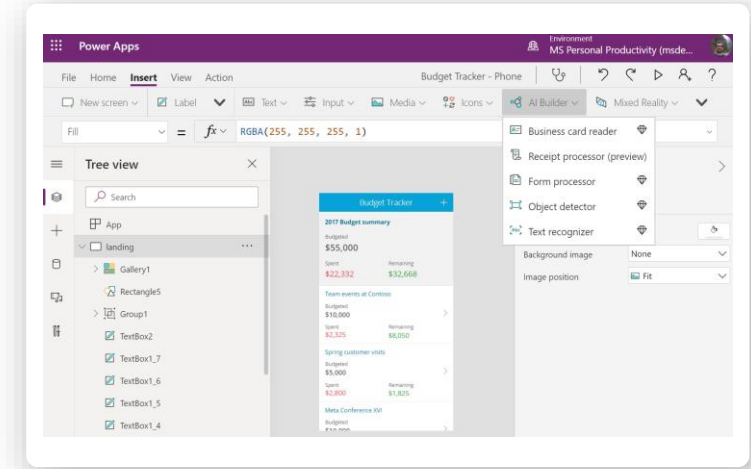 Power Apps
Environment
MS Personal Productivity (msde...
File Home Insert View Action
Budget Tracker - Phone
?
New screen Label Text Input Media Icons AI Builder Mixed Reality
Fill = fx RGBA(255, 255, 255, 1)
Business card reader
Receipt processor (preview)
Form processor
Object detector
Text recognizer
Tree view
Search
App
landing ...
Gallery1
Rectangle5
Group1
TextBox2
TextBox1_7
TextBox1_6
TextBox1_5
TextBox1_4
Budget Tracker +
2017 Budget summary
Budgeted
$55,000
Spent Remaining
$22,332 $32,668
Team events at Contoso
Budgeted
$10,000
Spent Remaining
$2,325 $8,050
Spring customer visits
Budgeted
$5,000
Spent Remaining
$2,800 $1,825
Meta Conference XVI
Budgeted
$10,000
Background image None
Image position Fit